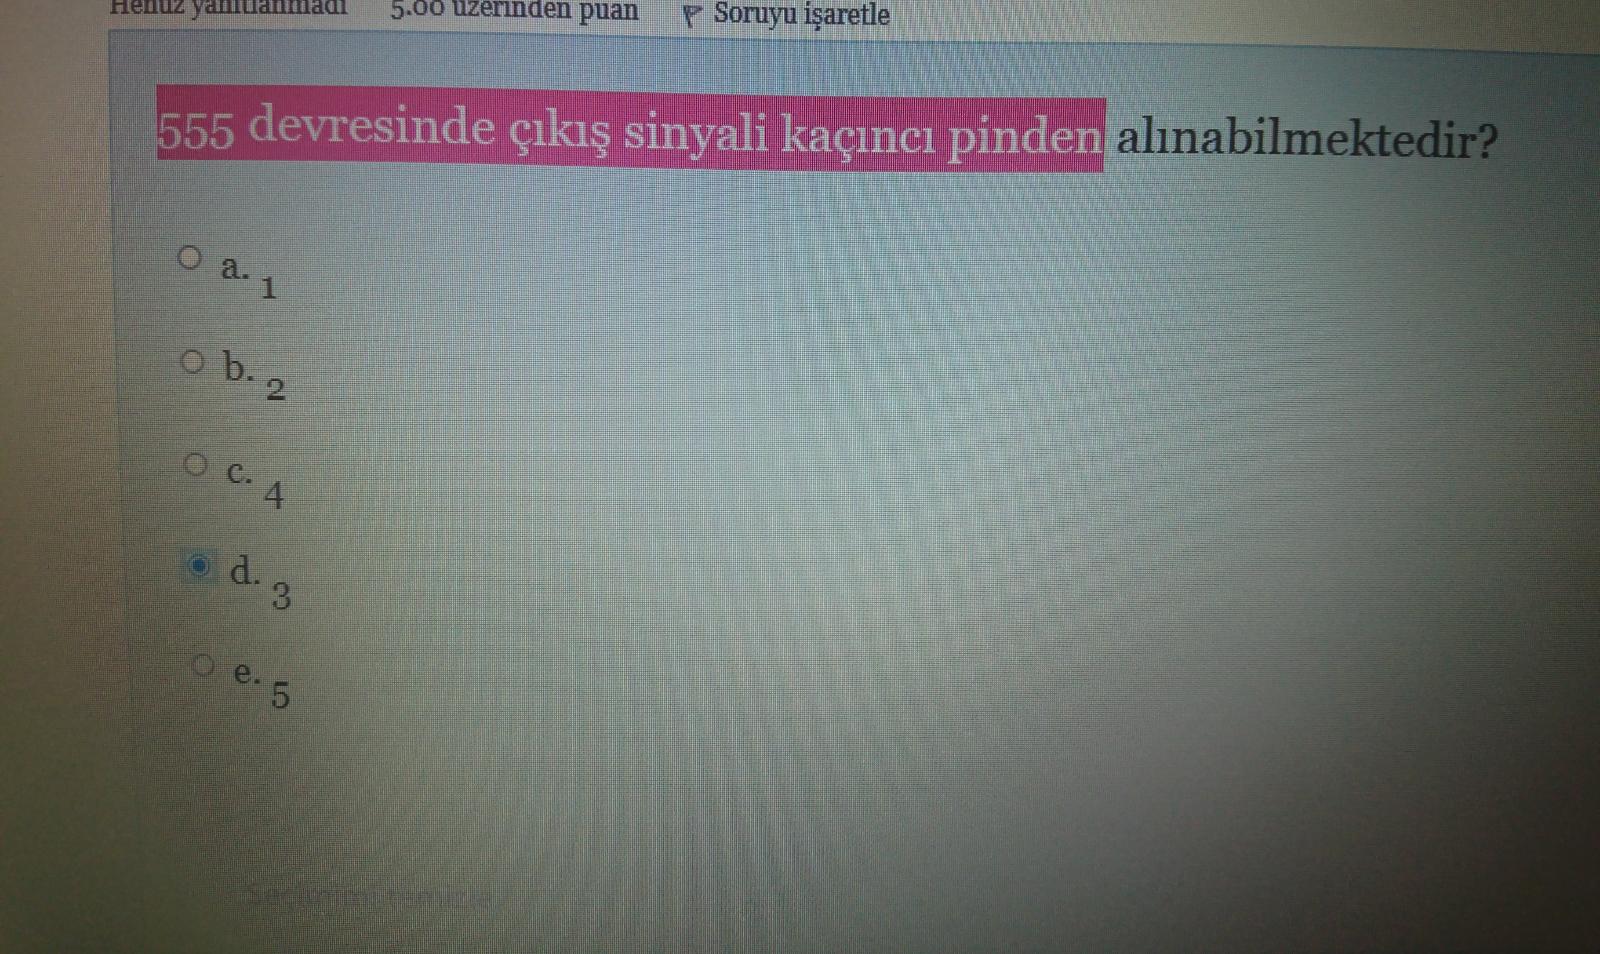 Henüz yanıtlanmadı 5.00 üzerinden puan Soruyu işaretle
555 devresinde çıkış sinyali kaçıncı pinden alınabilmektedir?
a. 1
b. 2
c. 4
d. 3
e. 5